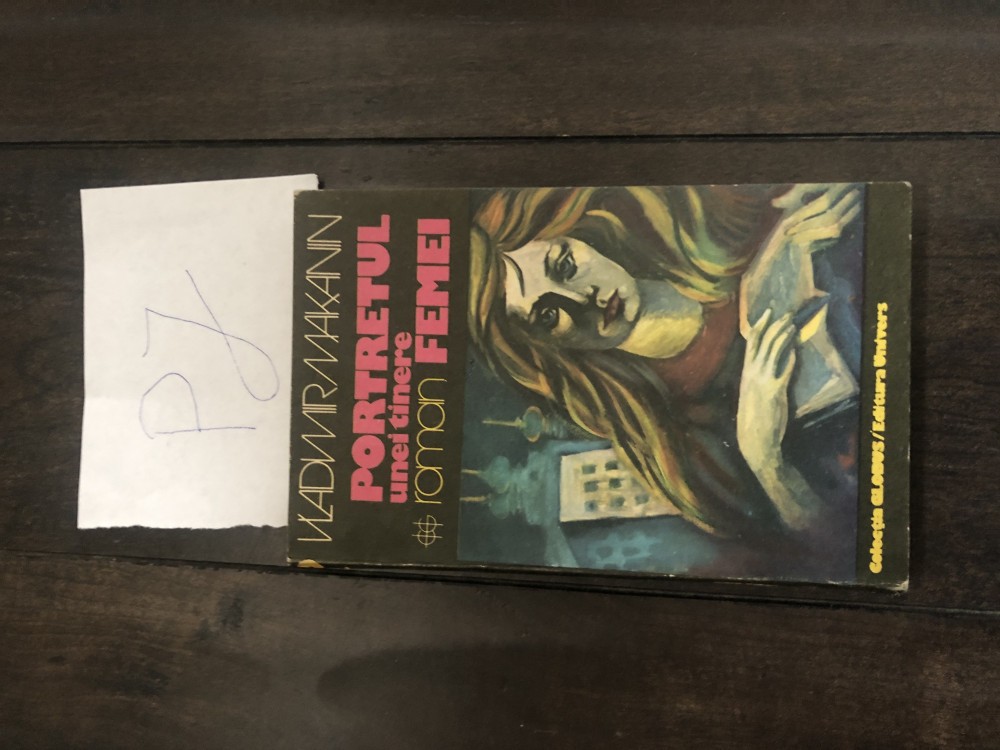 PJ
VLADIMIR MAKANIN
PORTRETUL
unei tinere
roman FEMEI
Colecția GLOBUS/Editura Univers